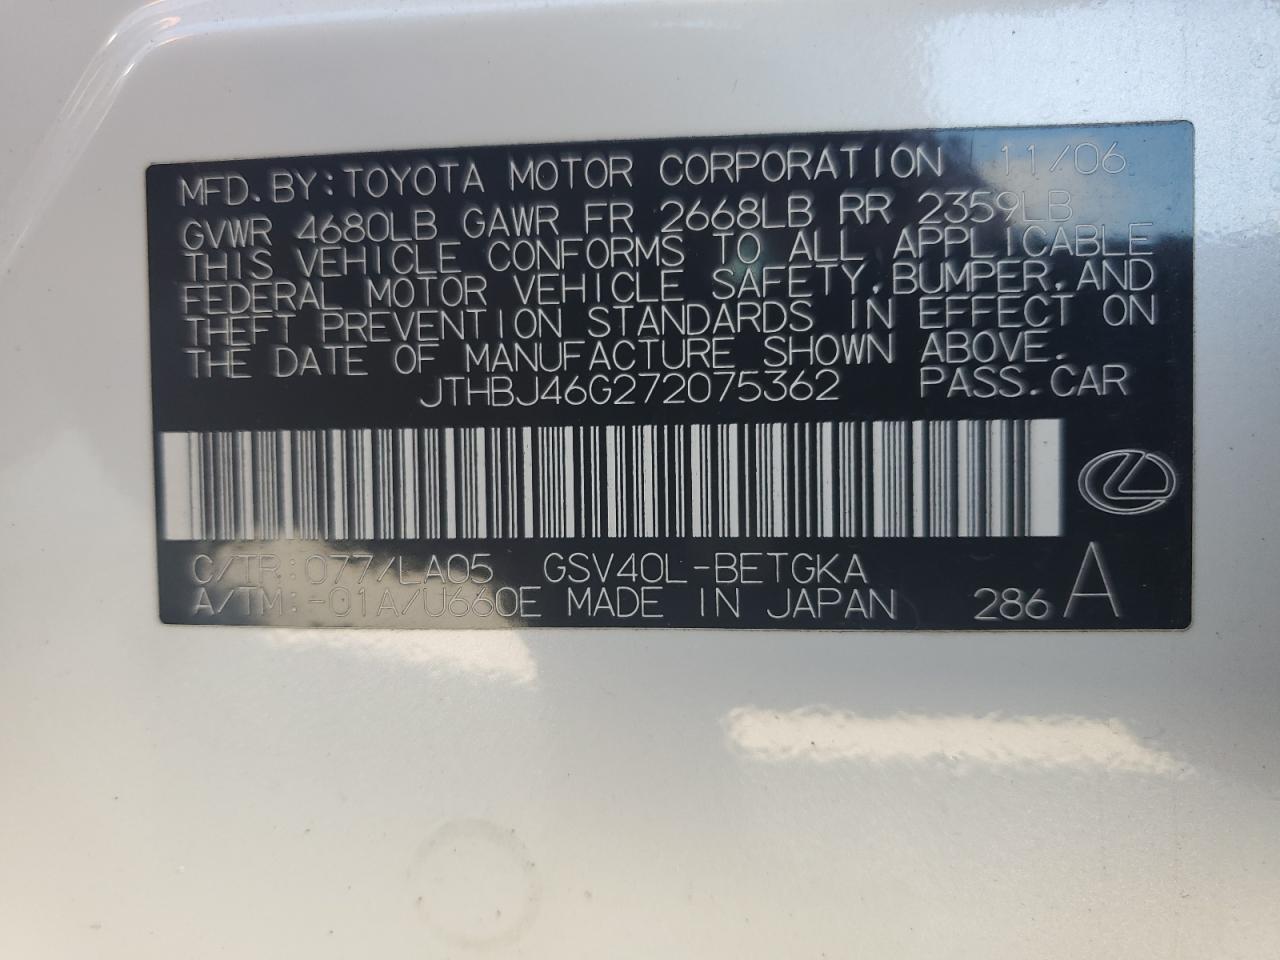 MFD.BY:TOYOTA MOTOR CORPORATION 11/06
GVWR 4680LB GAWR FR 2668LB RR 2359LB
THIS VEHICLE CONFORMS TO ALL APPLICABLE
FEDERAL MOTOR VEHICLE SAFETY,BUMPER,AND
THEFT PREVENTION STANDARDS IN EFFECT ON
THE DATE OF MANUFACTURE SHOWN ABOVE.
JTHBJ46G272075362 PASS.CAR
C/TR:077/LA05 GSV40L-BETGKA
A/TM:-01A/U660E MADE IN JAPAN 286 A